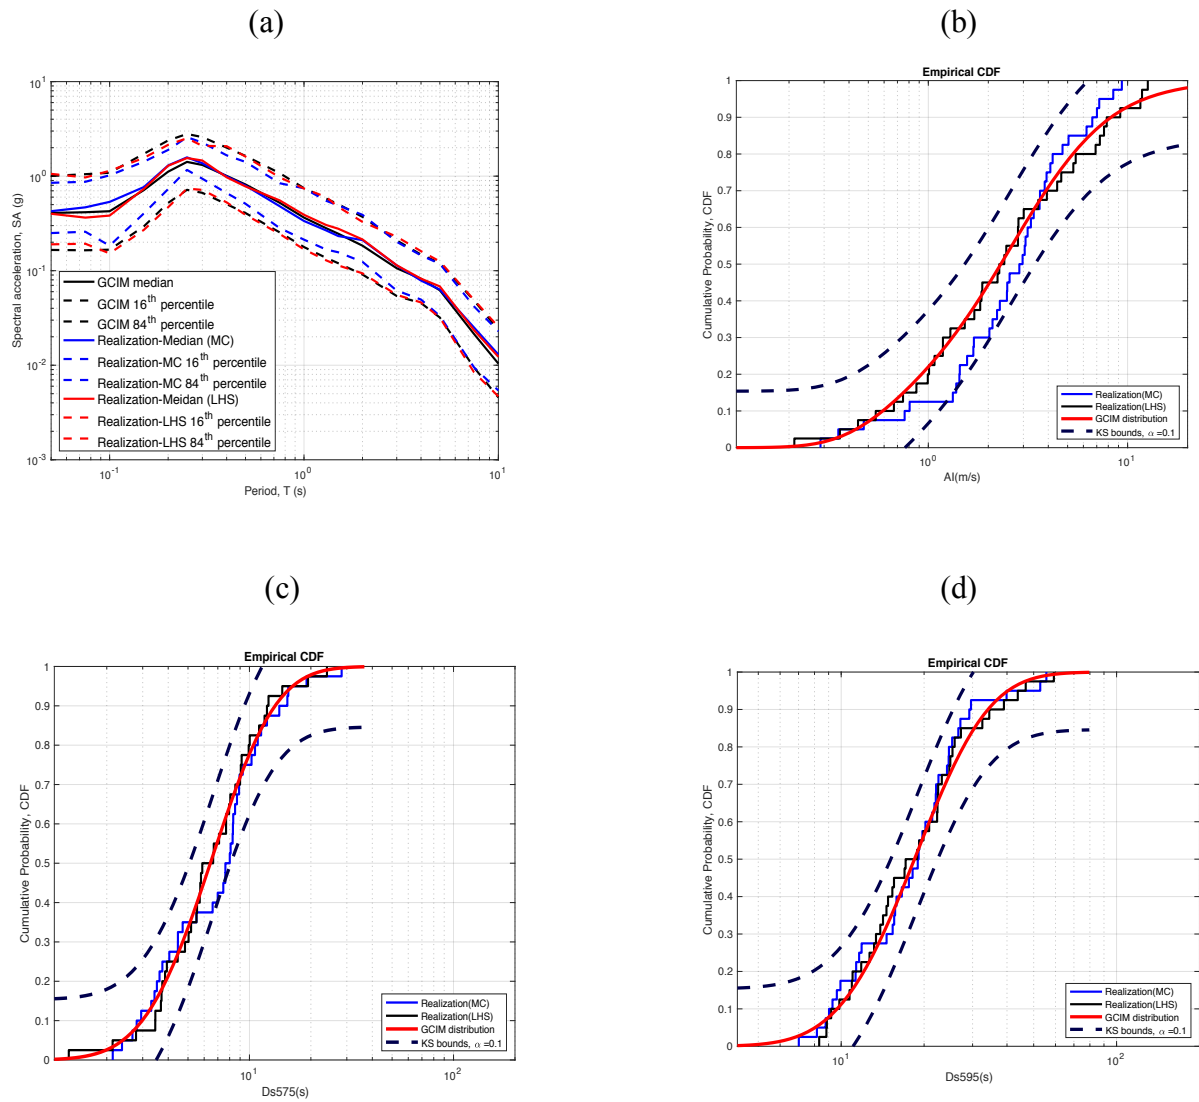 (a)
(b)
10^1
10^0
10^-1
10^-2
10^-3
Spectral acceleration, SA (g)
GCIM median
GCIM 16th percentile
GCIM 84th percentile
Realization-Median (MC)
Realization-MC 16th percentile
Realization-MC 84th percentile
Realization-Meidan (LHS)
Realization-LHS 16th percentile
Realization-LHS 84th percentile
10^-1
10^0
10^1
Period, T (s)
Empirical CDF
1
0.9
0.8
0.7
0.6
0.5
0.4
0.3
0.2
0.1
0
Cumulative Probability, CDF
Realization(MC)
Realization(LHS)
GCIM distribution
KS bounds, α =0.1
10^0
10^1
AI(m/s)
(c)
(d)
Empirical CDF
1
0.9
0.8
0.7
0.6
0.5
0.4
0.3
0.2
0.1
0
Cumulative Probability, CDF
Realization(MC)
Realization(LHS)
GCIM distribution
KS bounds, α =0.1
10^1
10^2
Ds575(s)
Empirical CDF
1
0.9
0.8
0.7
0.6
0.5
0.4
0.3
0.2
0.1
0
Cumulative Probability, CDF
Realization(MC)
Realization(LHS)
GCIM distribution
KS bounds, α =0.1
10^1
10^2
Ds595(s)